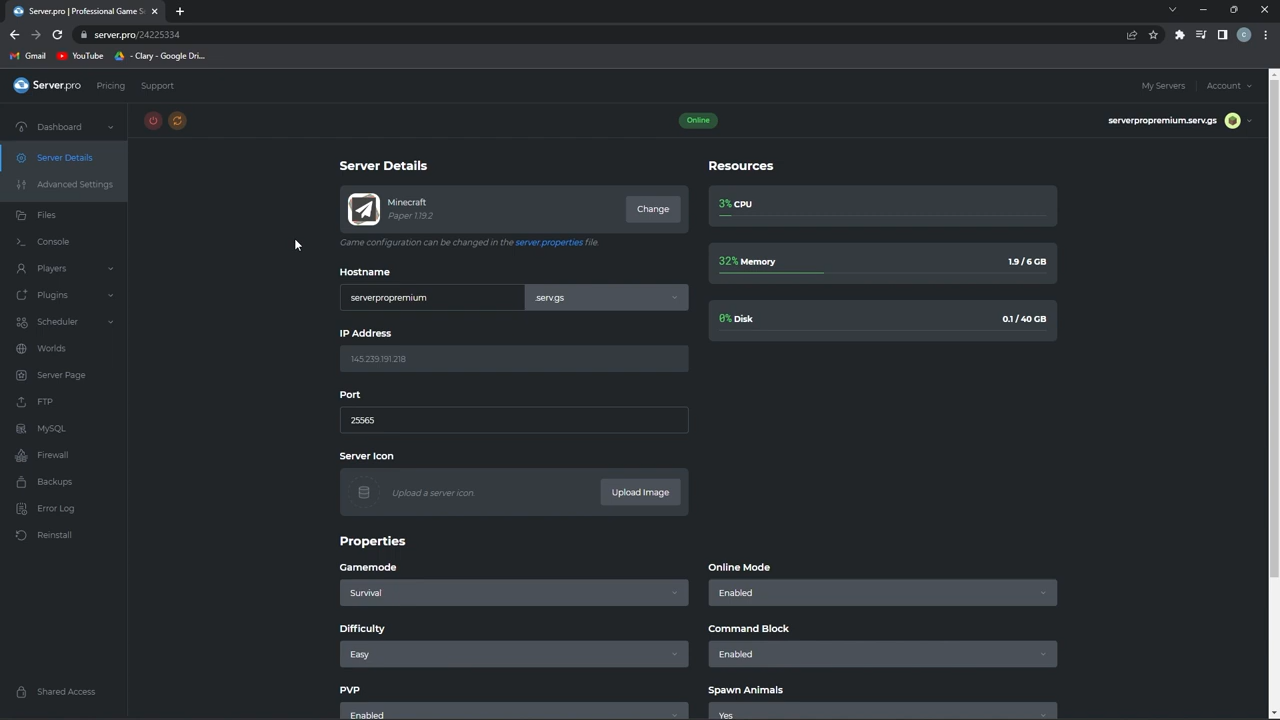 Server.pro | Professional Game S
server.pro/24225334
Gmail
YouTube
- Clary - Google Dri...
Server.pro
Pricing
Support
My Servers
Account
Dashboard
Online
serverpropremium.serv.gs
Server Details
Advanced Settings
Files
Console
Players
Plugins
Scheduler
Worlds
Server Page
FTP
MySQL
Firewall
Backups
Error Log
Reinstall
Shared Access
Server Details
Minecraft
Paper 1.19.2
Change
Game configuration can be changed in the server.properties file.
Hostname
serverpropremium
.serv.gs
IP Address
145.239.191.218
Port
25565
Server Icon
Upload a server icon.
Upload Image
Resources
3% CPU
32% Memory
1.9 / 6 GB
0% Disk
0.1 / 40 GB
Properties
Gamemode
Survival
Online Mode
Enabled
Difficulty
Easy
Command Block
Enabled
PVP
Enabled
Spawn Animals
Yes